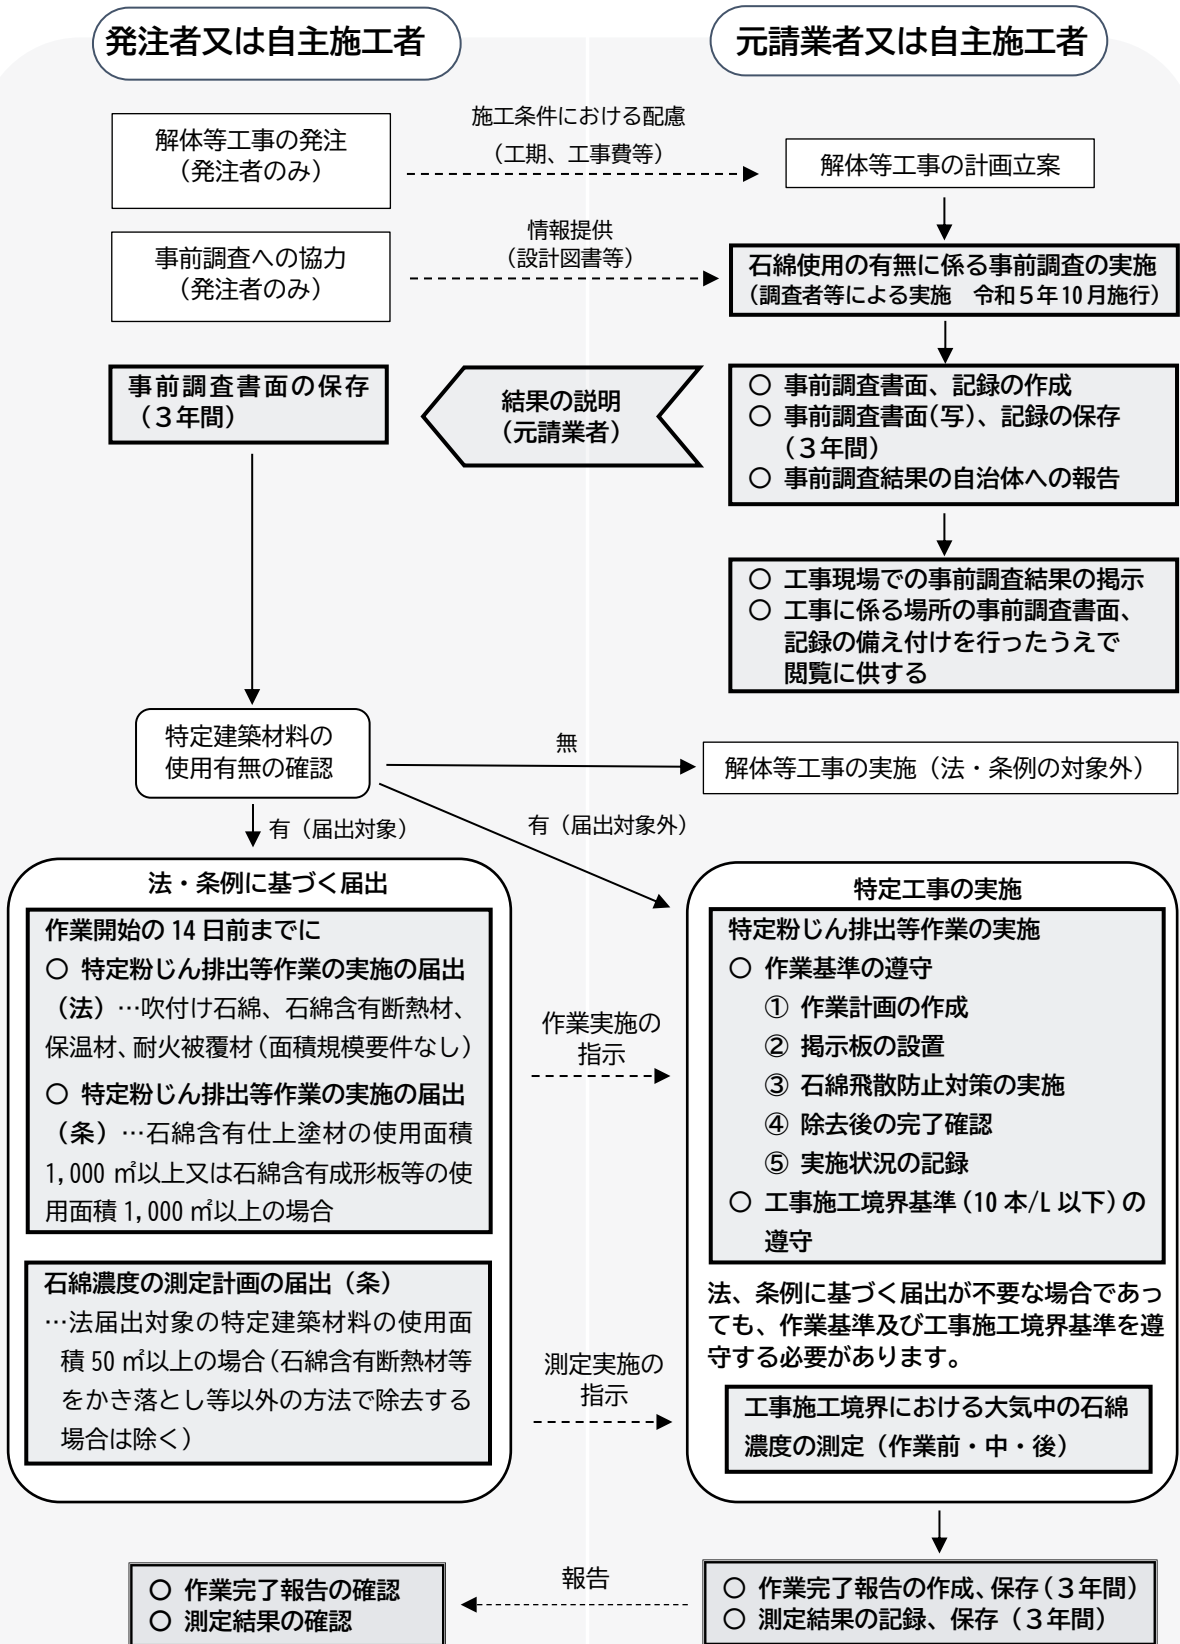 発注者又は自主施工者
元請業者又は自主施工者
解体等工事の発注
（発注者のみ）
施工条件における配慮
（工期、工事費等）
解体等工事の計画立案
事前調査への協力
（発注者のみ）
情報提供
（設計図書等）
石綿使用の有無に係る事前調査の実施
（調査者等による実施　令和５年10月施行）
事前調査書面の保存
（３年間）
結果の説明
（元請業者）
○ 事前調査書面、記録の作成
○ 事前調査書面（写）、記録の保存
（３年間）
○ 事前調査結果の自治体への報告
○ 工事現場での事前調査結果の掲示
○ 工事に係る場所の事前調査書面、
記録の備え付けを行ったうえで
閲覧に供する
特定建築材料の
使用有無の確認
無
解体等工事の実施（法・条例の対象外）
有（届出対象）
有（届出対象外）
法・条例に基づく届出
作業開始の14日前までに
○ 特定粉じん排出等作業の実施の届出
（法）…吹付け石綿、石綿含有断熱材、
保温材、耐火被覆材（面積規模要件なし）
○ 特定粉じん排出等作業の実施の届出
（条）…石綿含有仕上塗材の使用面積
1,000㎡以上又は石綿含有成形板等の使
用面積1,000㎡以上の場合
石綿濃度の測定計画の届出（条）
…法届出対象の特定建築材料の使用面
積50㎡以上の場合（石綿含有断熱材等
をかき落とし等以外の方法で除去する
場合は除く）
作業実施の
指示
測定実施の
指示
特定工事の実施
特定粉じん排出等作業の実施
○ 作業基準の遵守
① 作業計画の作成
② 掲示板の設置
③ 石綿飛散防止対策の実施
④ 除去後の完了確認
⑤ 実施状況の記録
○ 工事施工境界基準（10本/L以下）の
遵守
法、条例に基づく届出が不要な場合であっ
ても、作業基準及び工事施工境界基準を遵
守する必要があります。
工事施工境界における大気中の石綿
濃度の測定（作業前・中・後）
○ 作業完了報告の確認
○ 測定結果の確認
報告
○ 作業完了報告の作成、保存（３年間）
○ 測定結果の記録、保存（３年間）